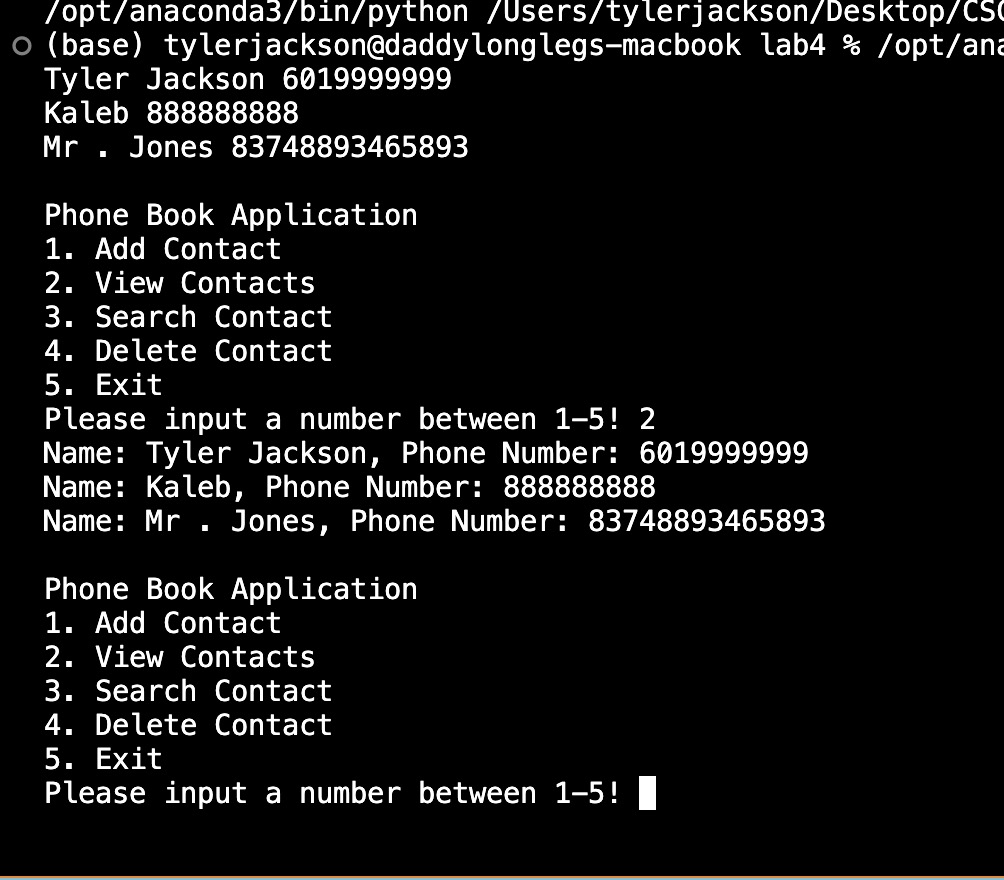 /opt/anaconda3/bin/python /Users/tylerjackson/Desktop/CSC
(base) tylerjackson@daddylonglegs-macbook lab4 % /opt/ana
Tyler Jackson 6019999999
Kaleb 888888888
Mr . Jones 83748893465893
Phone Book Application
1. Add Contact
2. View Contacts
3. Search Contact
4. Delete Contact
5. Exit
Please input a number between 1-5! 2
Name: Tyler Jackson, Phone Number: 6019999999
Name: Kaleb, Phone Number: 888888888
Name: Mr . Jones, Phone Number: 83748893465893
Phone Book Application
1. Add Contact
2. View Contacts
3. Search Contact
4. Delete Contact
5. Exit
Please input a number between 1-5!